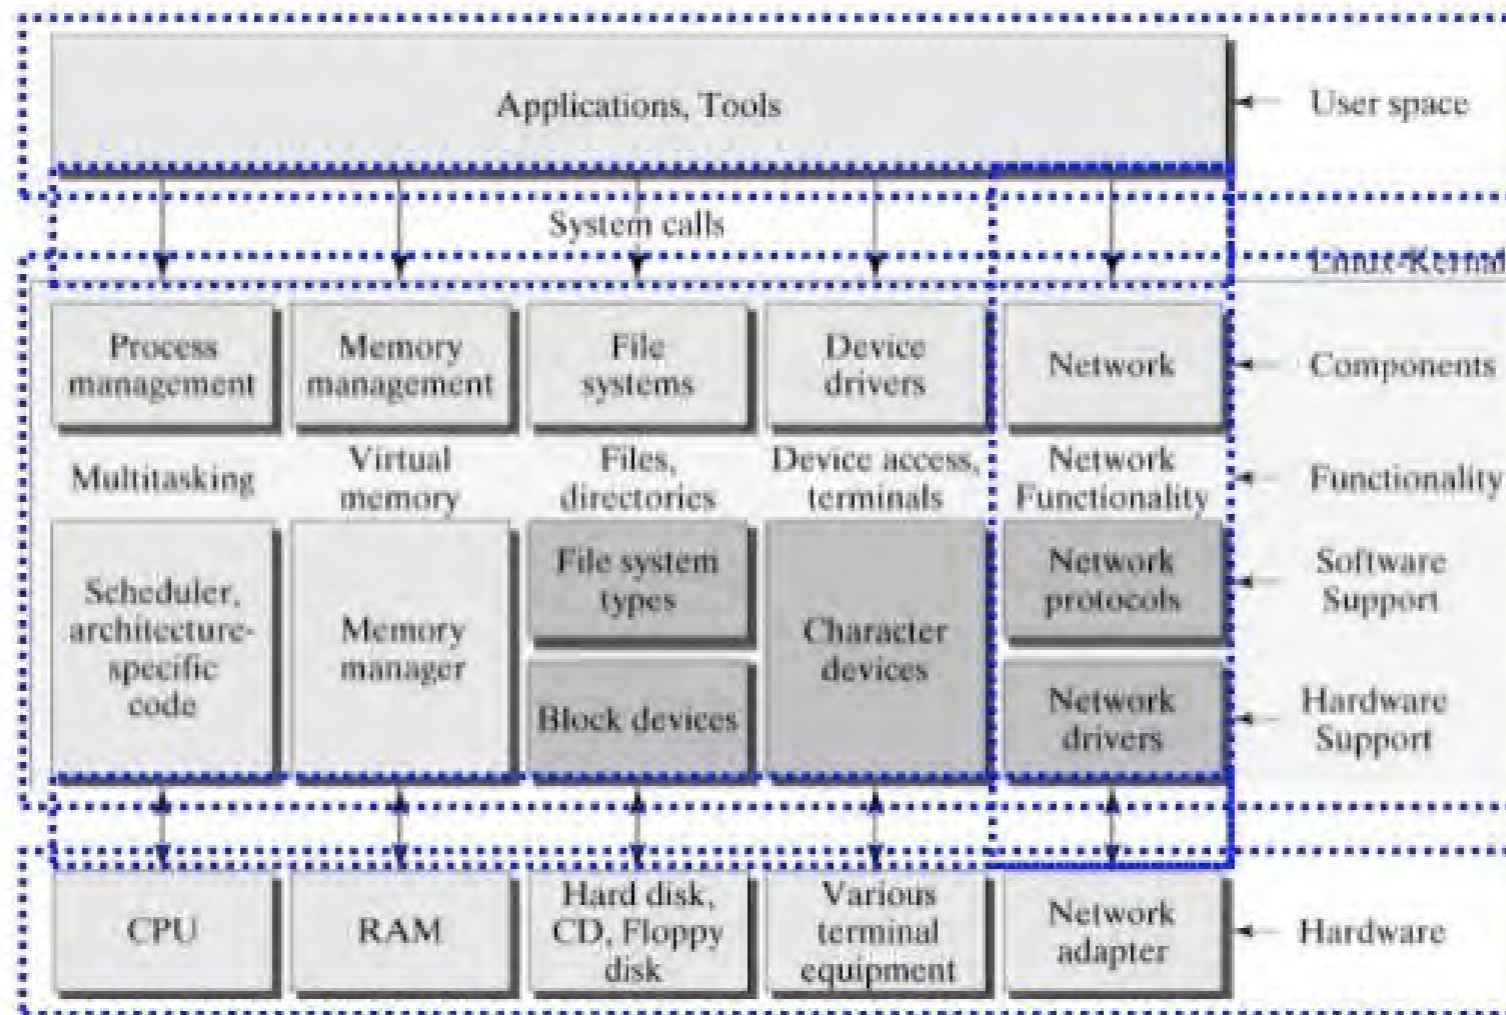 Applications, Tools
User space
System calls
Linux-Kernal
Process
management
Memory
management
File
systems
Device
drivers
Network
Components
Multitasking
Virtual
memory
Files,
directories
Device access,
terminals
Network
Functionality
Functionality
Scheduler,
architecture-
specific
code
Memory
manager
File system
types
Block devices
Character
devices
Network
protocols
Network
drivers
Software
Support
Hardware
Support
CPU
RAM
Hard disk,
CD, Floppy
disk
Various
terminal
equipment
Network
adapter
Hardware